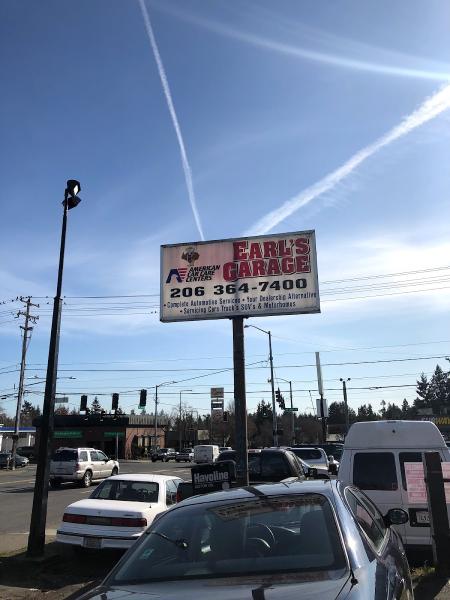 EARL'S
GARAGE
AMERICAN
CAR CARE
CENTERS
206 364-7400
• Complete Automotive Services • Your Dealership Alternative
• Servicing Cars Truck's SUV's & Motorhomes
Havoline